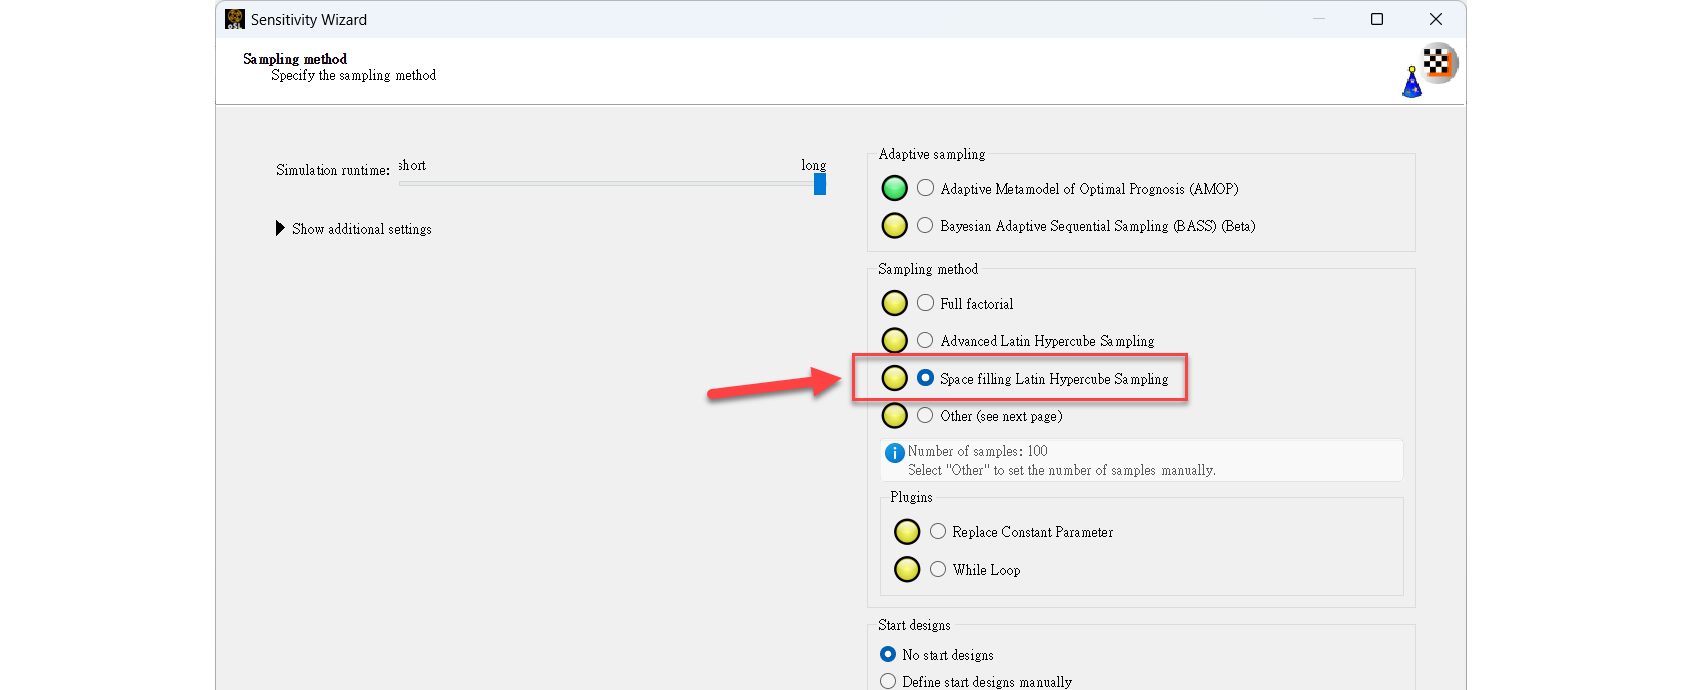 Sensitivity Wizard
Sampling method
Specify the sampling method
Simulation runtime:
short
long
Show additional settings
Adaptive sampling
Adaptive Metamodel of Optimal Prognosis (AMOP)
Bayesian Adaptive Sequential Sampling (BASS) (Beta)
Sampling method
Full factorial
Advanced Latin Hypercube Sampling
Space filling Latin Hypercube Sampling
Other (see next page)
Number of samples: 100
Select "Other" to set the number of samples manually.
Plugins
Replace Constant Parameter
While Loop
Start designs
No start designs
Define start designs manually